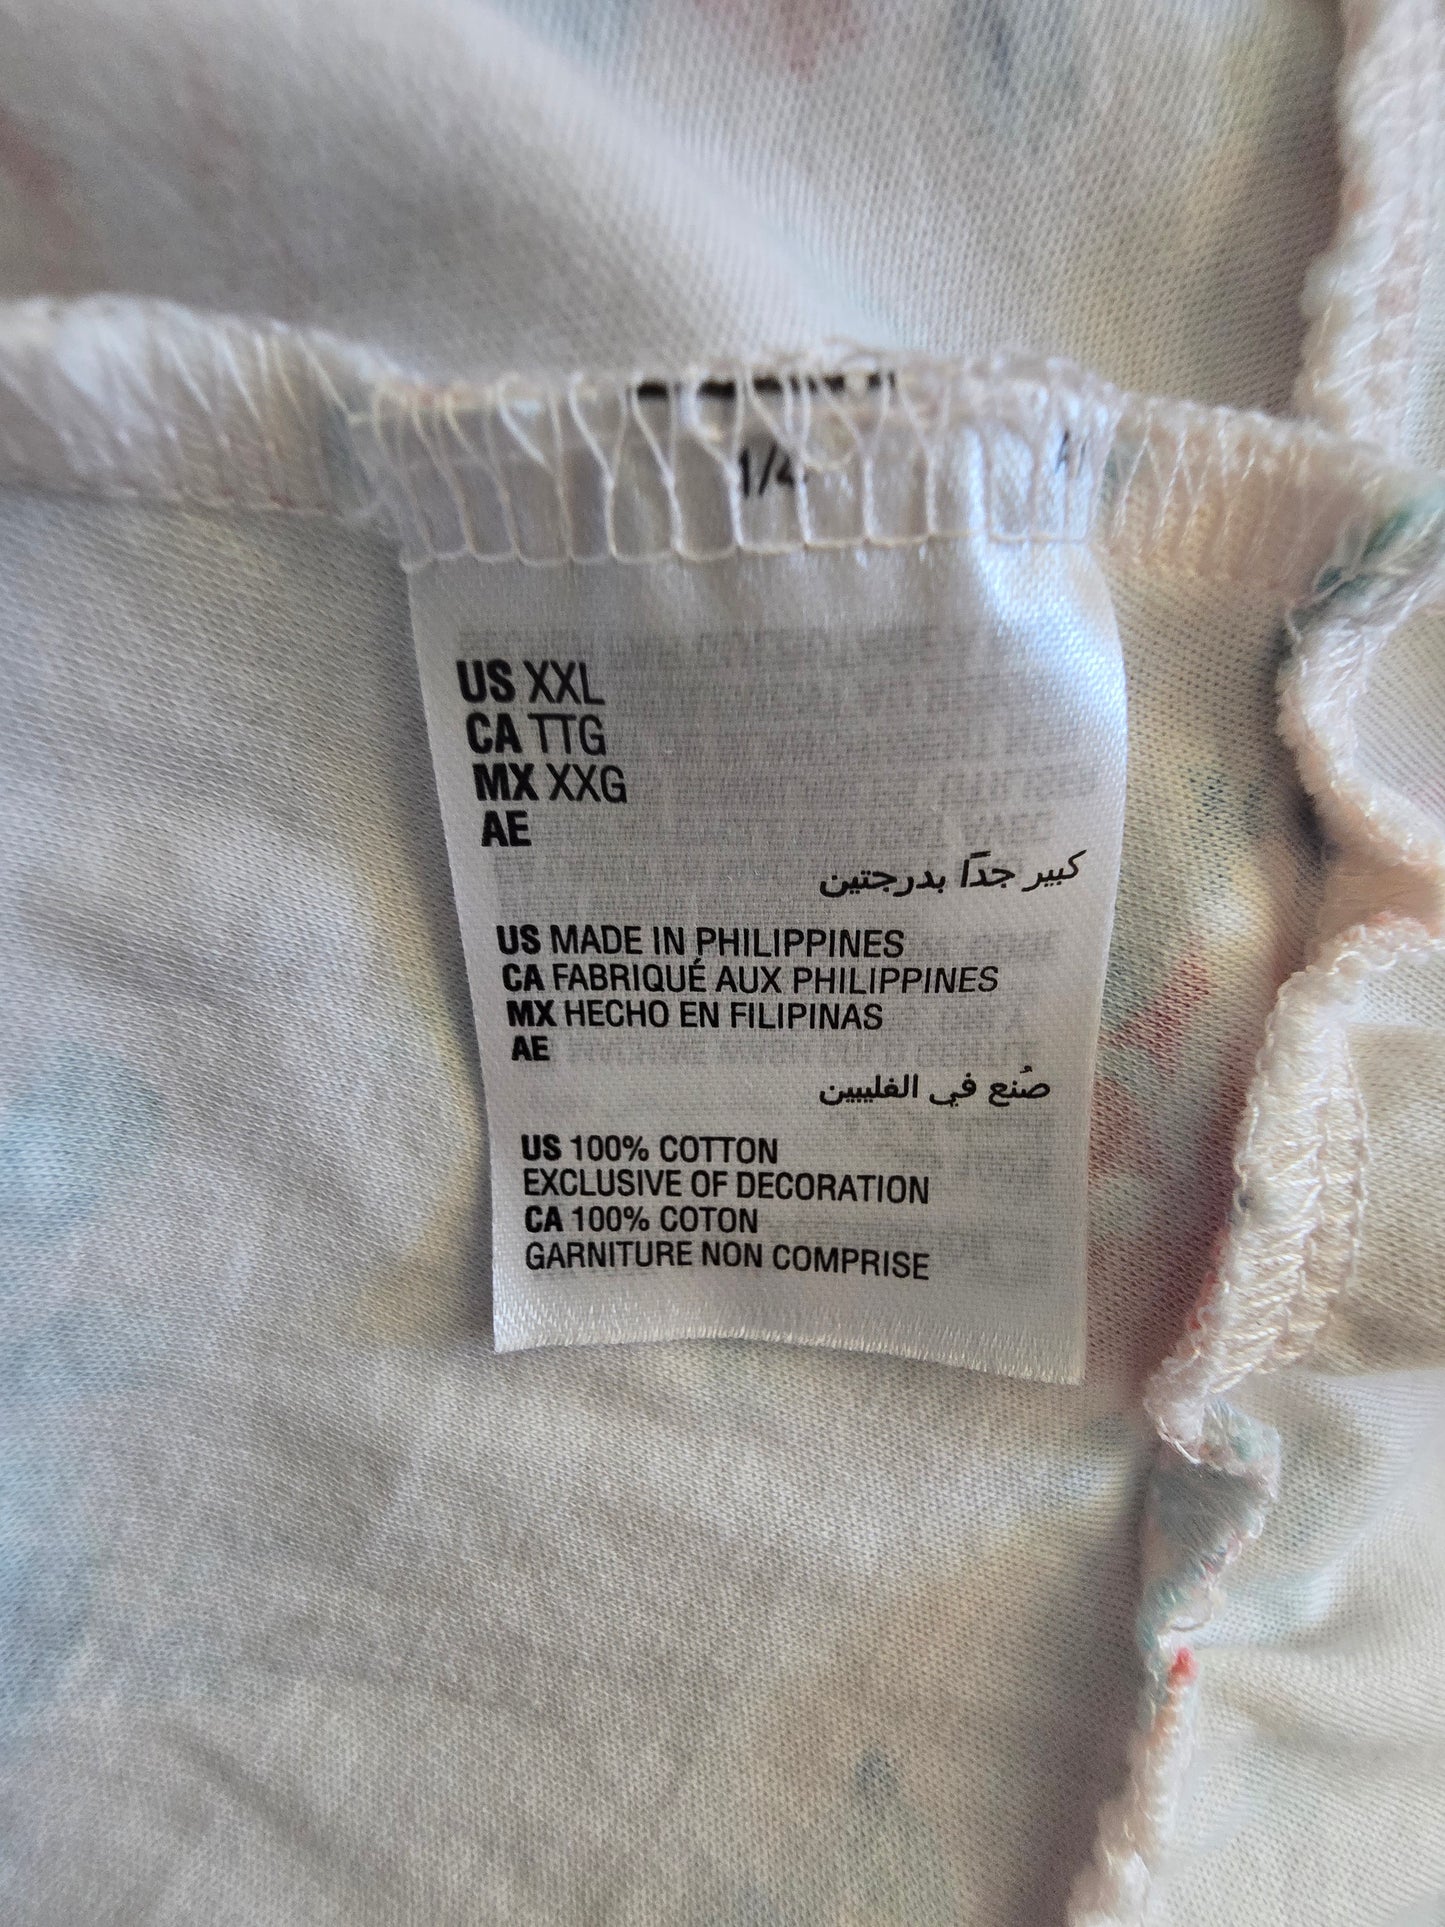 1/4
US XXL
CA TTG
MX XXG
AE
كبير جدًا بدرجتين
US MADE IN PHILIPPINES
CA FABRIQUÉ AUX PHILIPPINES
MX HECHO EN FILIPINAS
AE
صُنع في الفليبين
US 100% COTTON
EXCLUSIVE OF DECORATION
CA 100% COTON
GARNITURE NON COMPRISE